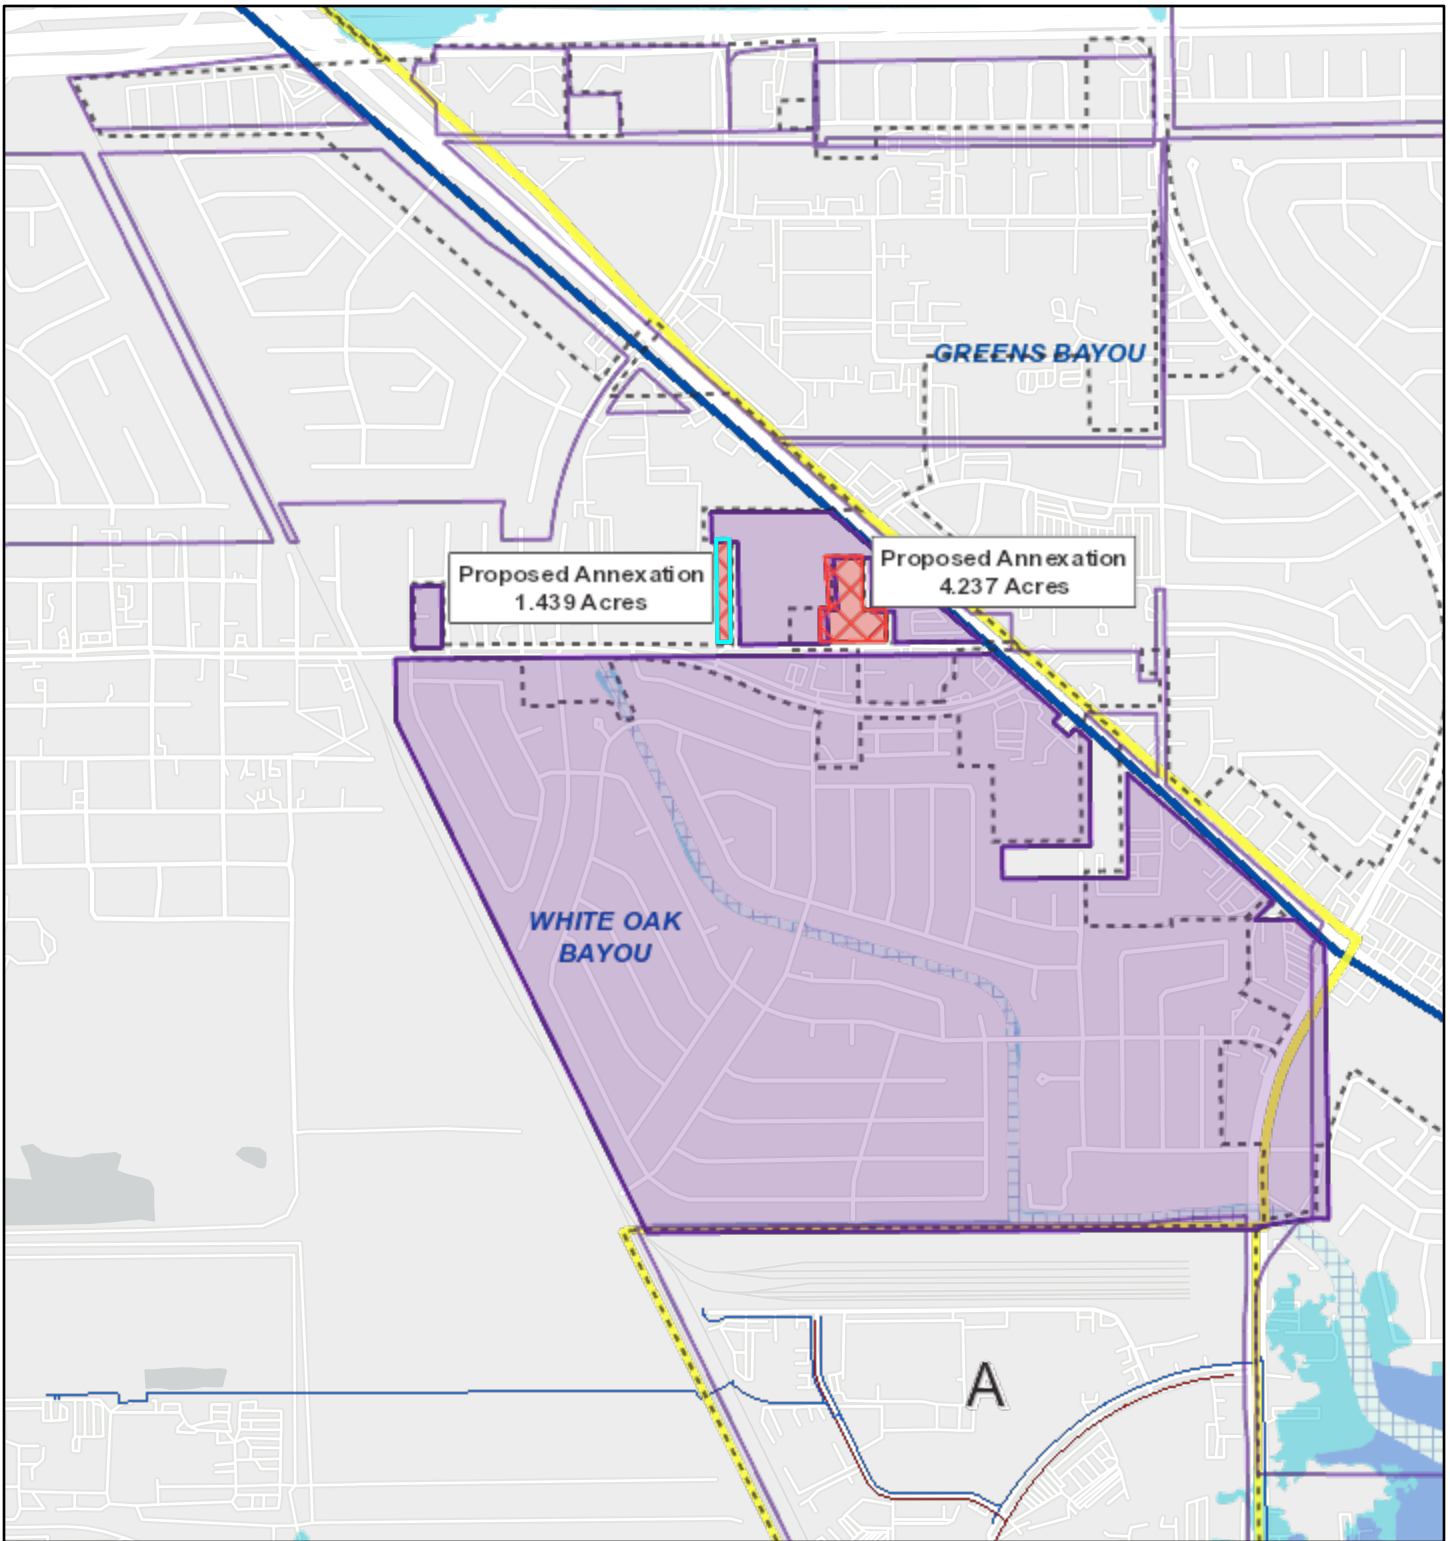 GREENS BAYOU
Proposed Annexation
1.439 Acres
Proposed Annexation
4.237 Acres
WHITE OAK
BAYOU
A